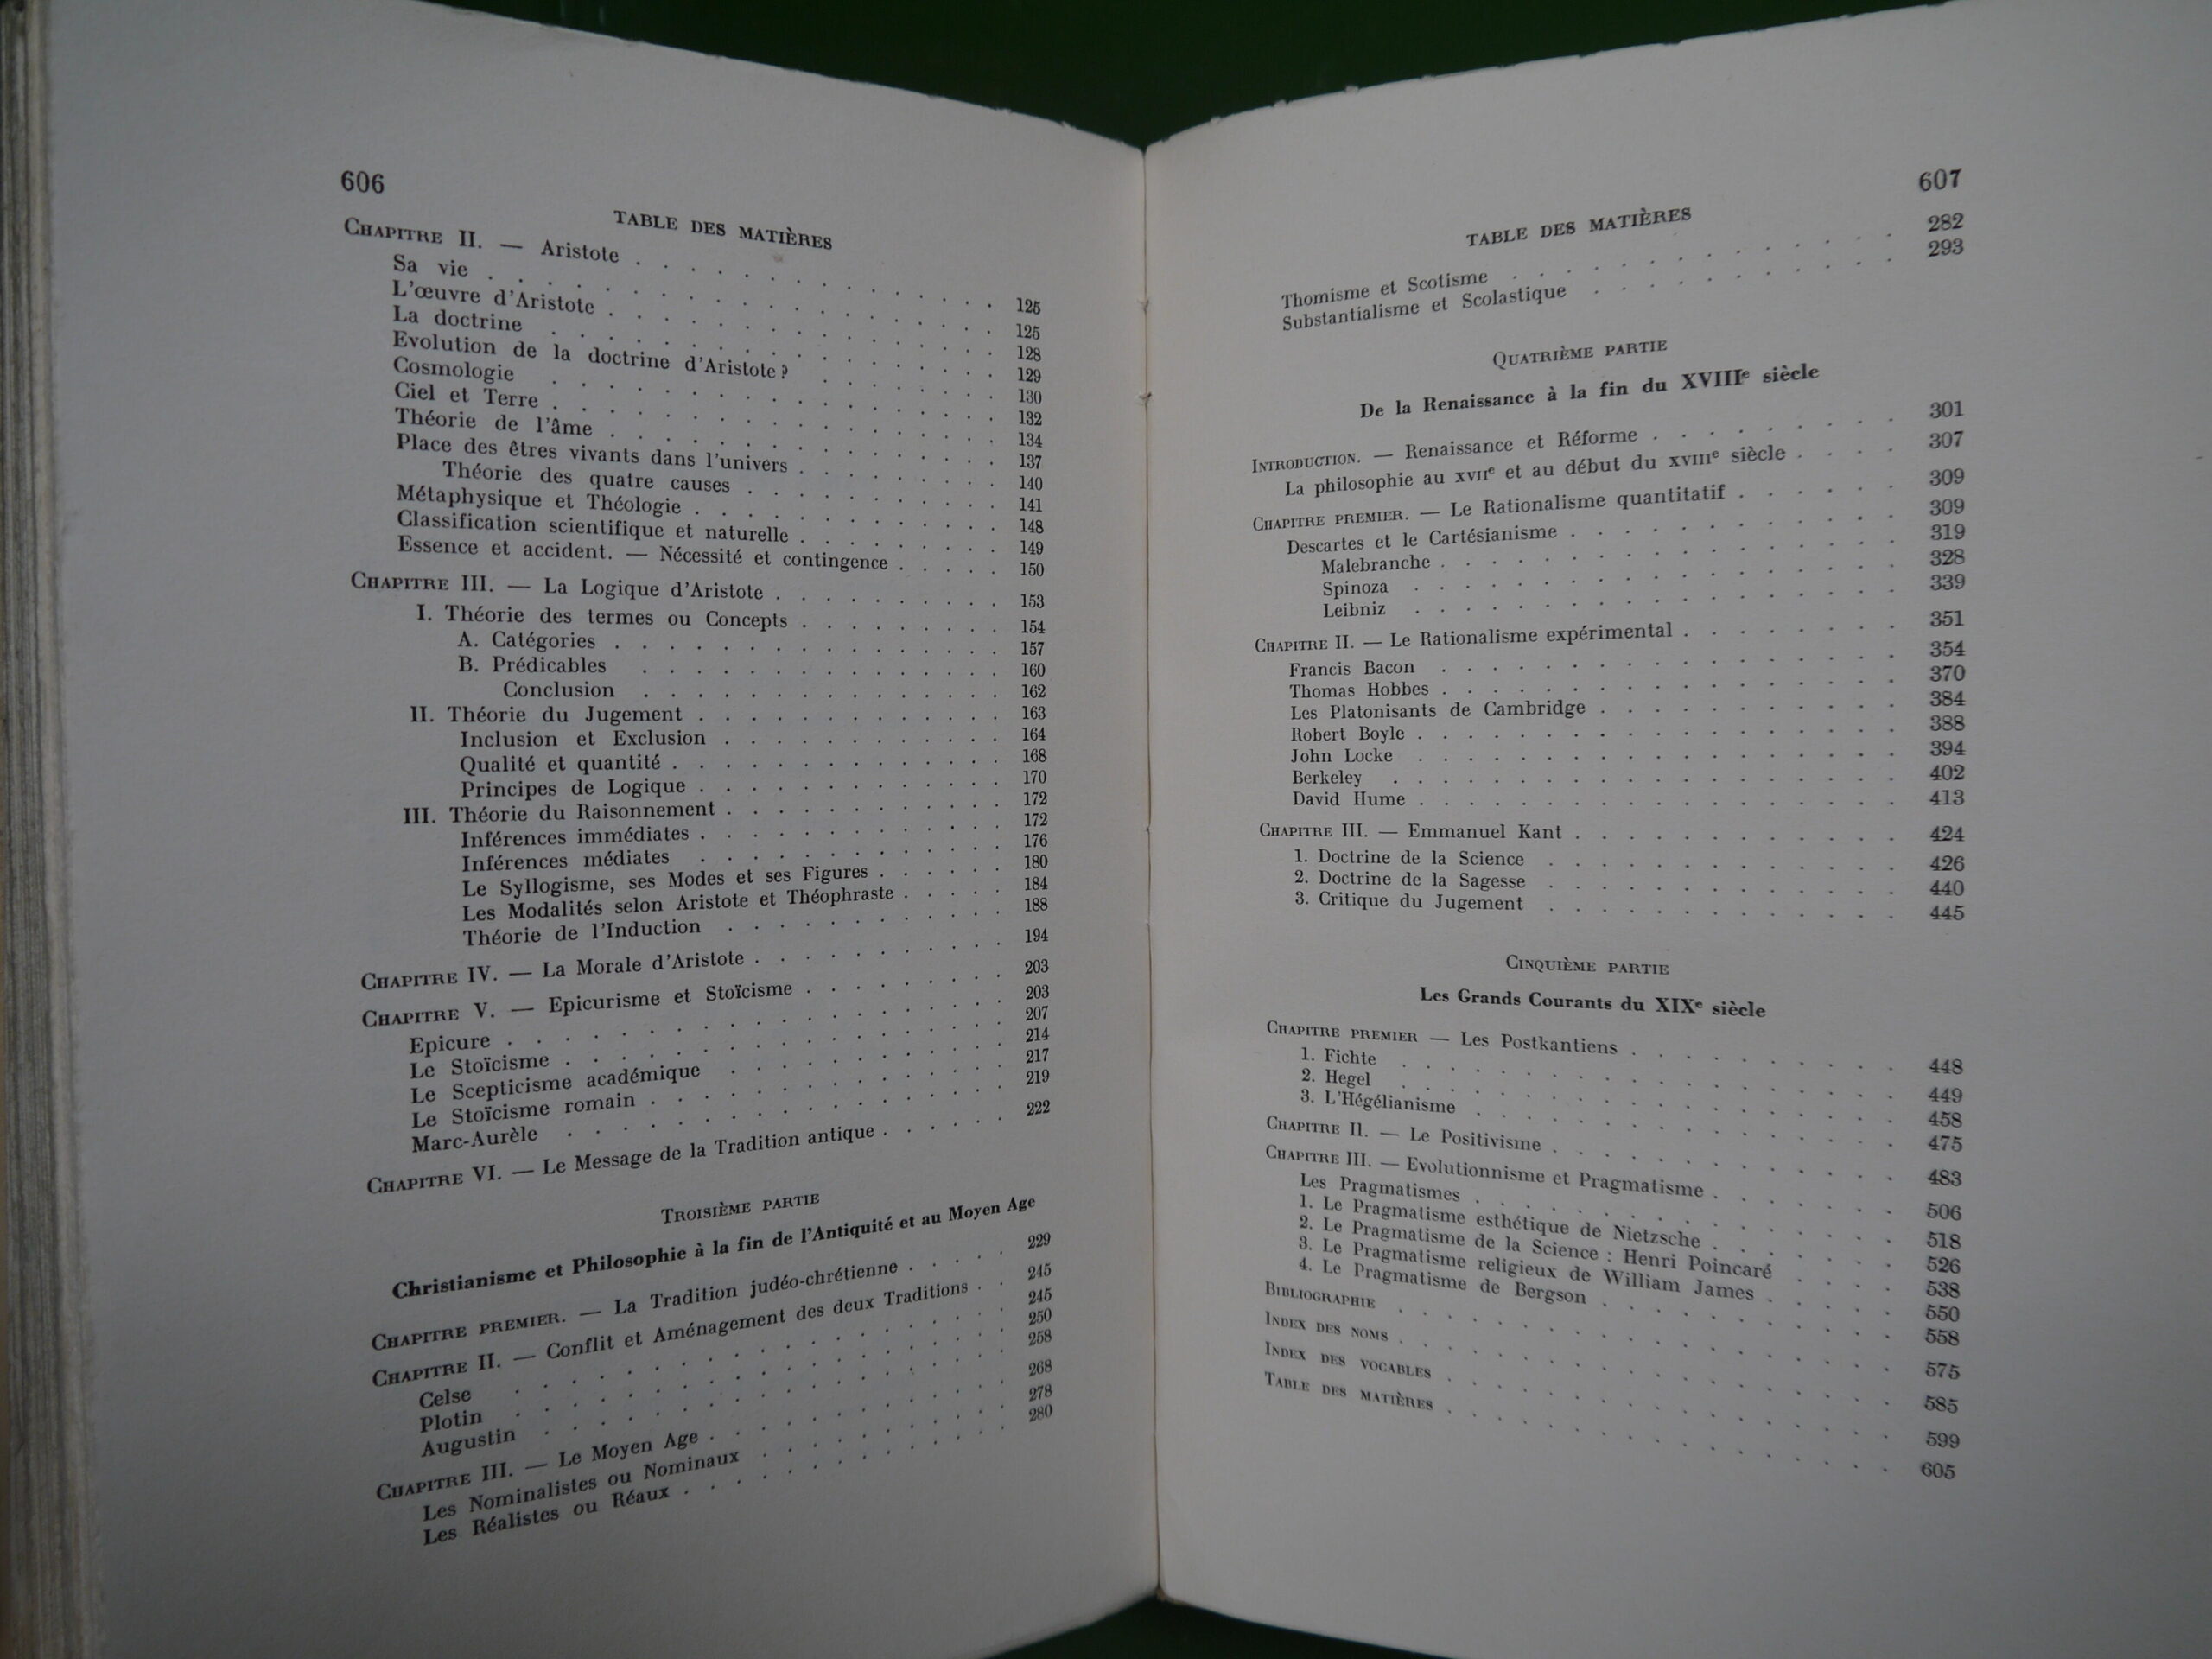 606
TABLE DES MATIÈRES
CHAPITRE II. — Aristote . . . . . 125
Sa vie . . . . . 125
L'œuvre d'Aristote . . . . . 128
La doctrine . . . . . 129
Evolution de la doctrine d'Aristote ? . . . . . 130
Cosmologie . . . . . 132
Ciel et Terre . . . . . 134
Théorie de l'âme . . . . . 137
Place des êtres vivants dans l'univers . . . . . 140
Théorie des quatre causes . . . . . 141
Métaphysique et Théologie . . . . . 148
Classification scientifique et naturelle . . . . . 149
Essence et accident. — Nécessité et contingence . . . . . 150
CHAPITRE III. — La Logique d'Aristote . . . . . 153
I. Théorie des termes ou Concepts . . . . . 154
A. Catégories . . . . . 157
B. Prédicables . . . . . 160
Conclusion . . . . . 162
II. Théorie du Jugement . . . . . 163
Inclusion et Exclusion . . . . . 164
Qualité et quantité . . . . . 168
Principes de Logique . . . . . 170
III. Théorie du Raisonnement . . . . . 172
Inférences immédiates . . . . . 172
Inférences médiates . . . . . 176
Le Syllogisme, ses Modes et ses Figures . . . . . 180
Les Modalités selon Aristote et Théophraste . . . . . 184
Théorie de l'Induction . . . . . 188
CHAPITRE IV. — La Morale d'Aristote . . . . . 194
CHAPITRE V. — Epicurisme et Stoïcisme . . . . . 203
Epicure . . . . . 203
Le Stoïcisme . . . . . 207
Le Scepticisme académique . . . . . 214
Le Stoïcisme romain . . . . . 217
Marc-Aurèle . . . . . 219
CHAPITRE VI. — Le Message de la Tradition antique . . . . . 222
TROISIÈME PARTIE
Christianisme et Philosophie à la fin de l'Antiquité et au Moyen Age
CHAPITRE PREMIER. — La Tradition judéo-chrétienne . . . . . 229
CHAPITRE II. — Conflit et Aménagement des deux Traditions . . 245
Celse . . . . . 245
Plotin . . . . . 250
Augustin . . . . . 258
CHAPITRE III. — Le Moyen Age . . . . . 268
Les Nominalistes ou Nominaux . . . . . 278
Les Réalistes ou Réaux . . . . . 280
607
TABLE DES MATIÈRES
Thomisme et Scotisme . . . . . 282
Substantialisme et Scolastique . . . . . 293
QUATRIÈME PARTIE
De la Renaissance à la fin du XVIIIe siècle
INTRODUCTION. — Renaissance et Réforme . . . . . 301
La philosophie au XVIIe et au début du XVIIIe siècle . . . . 307
CHAPITRE PREMIER. — Le Rationalisme quantitatif . . . . . 309
Descartes et le Cartésianisme . . . . . 309
Malebranche . . . . . 319
Spinoza . . . . . 328
Leibniz . . . . . 339
CHAPITRE II. — Le Rationalisme expérimental . . . . . 351
Francis Bacon . . . . . 354
Thomas Hobbes . . . . . 370
Les Platonisants de Cambridge . . . . . 384
Robert Boyle . . . . . 388
John Locke . . . . . 394
Berkeley . . . . . 402
David Hume . . . . . 413
CHAPITRE III. — Emmanuel Kant . . . . . 424
1. Doctrine de la Science . . . . . 426
2. Doctrine de la Sagesse . . . . . 440
3. Critique du Jugement . . . . . 445
CINQUIÈME PARTIE
Les Grands Courants du XIXe siècle
CHAPITRE PREMIER — Les Postkantiens . . . . . 448
1. Fichte . . . . . 449
2. Hegel . . . . . 458
3. L'Hégélianisme . . . . . 475
CHAPITRE II. — Le Positivisme . . . . . 483
CHAPITRE III. — Evolutionnisme et Pragmatisme . . . . . 506
Les Pragmatismes . . . . . 518
1. Le Pragmatisme esthétique de Nietzsche . . . . . 526
2. Le Pragmatisme de la Science : Henri Poincaré . . . . 538
3. Le Pragmatisme religieux de William James . . . . . 550
4. Le Pragmatisme de Bergson . . . . . 558
BIBLIOGRAPHIE . . . . . 575
INDEX DES NOMS . . . . . 585
INDEX DES VOCABLES . . . . . 599
TABLE DES MATIÈRES . . . . . 605